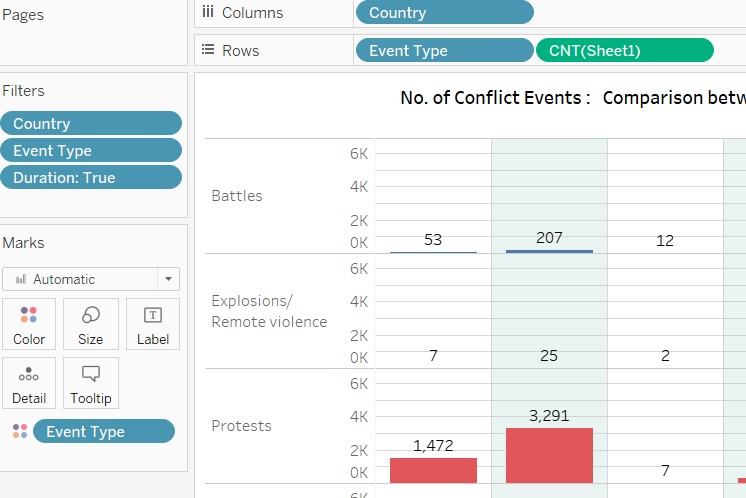 Pages
Columns
Country
Rows
Event Type
CNT(Sheet1)
Filters
Country
Event Type
Duration: True
Marks
Automatic
Color
Size
Label
T
Detail
Tooltip
Event Type
No. of Conflict Events : Comparison betw
Battles
6K
4K
2K
0K
53
207
12
Explosions/
Remote violence
6K
4K
2K
0K
7
25
2
Protests
6K
4K
2K
0K
1,472
3,291
7
6K